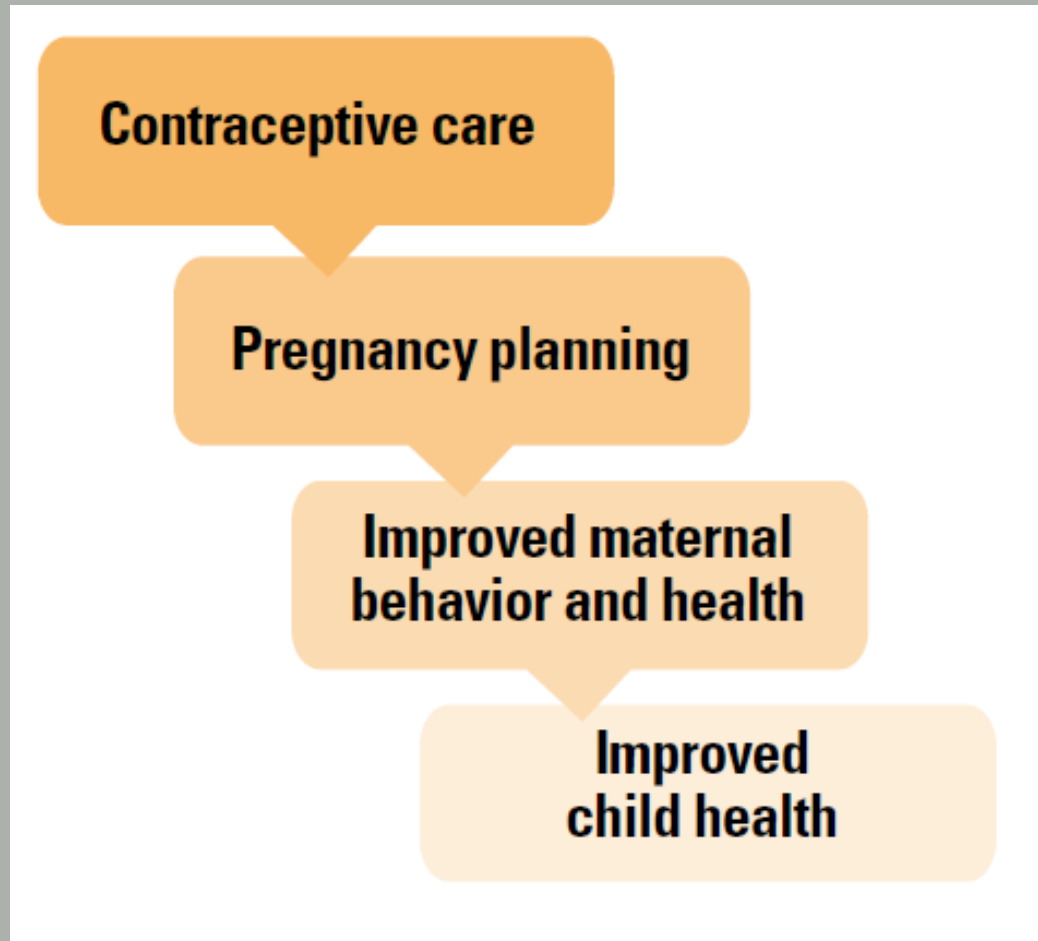 Contraceptive care
Pregnancy planning
Improved maternal
behavior and health
Improved
child health